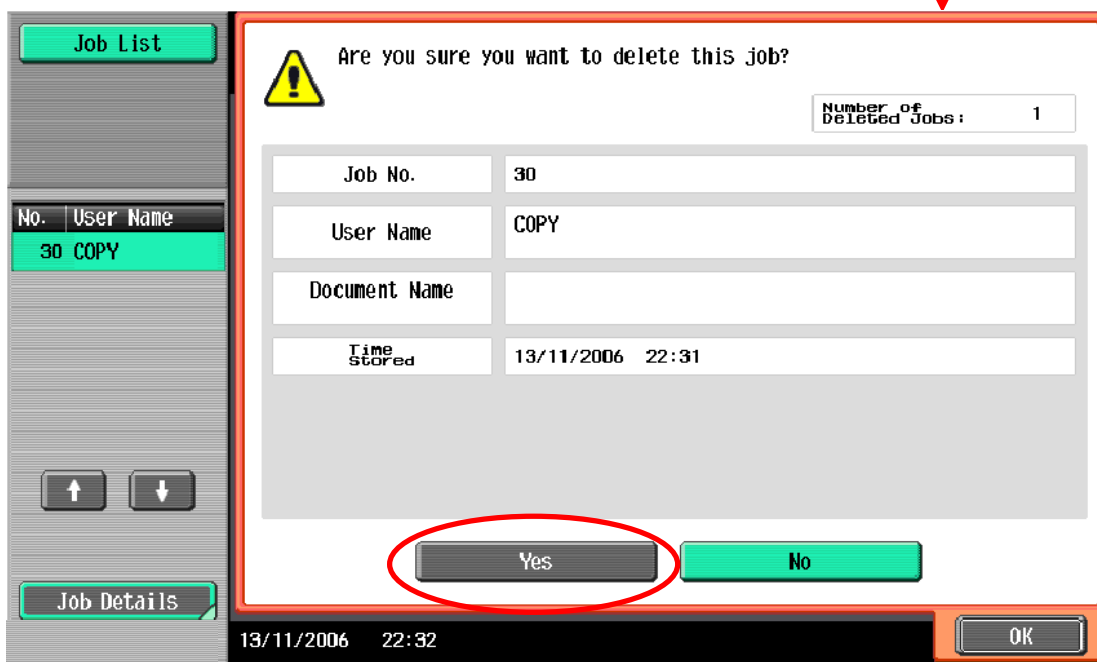 Job List
Are you sure you want to delete this job?
Number of
Deleted Jobs: 1
Job No. 30
No. User Name
User Name COPY
30 COPY
Document Name
Time
Stored
13/11/2006 22:31
Yes No
Job Details
13/11/2006 22:32
OK